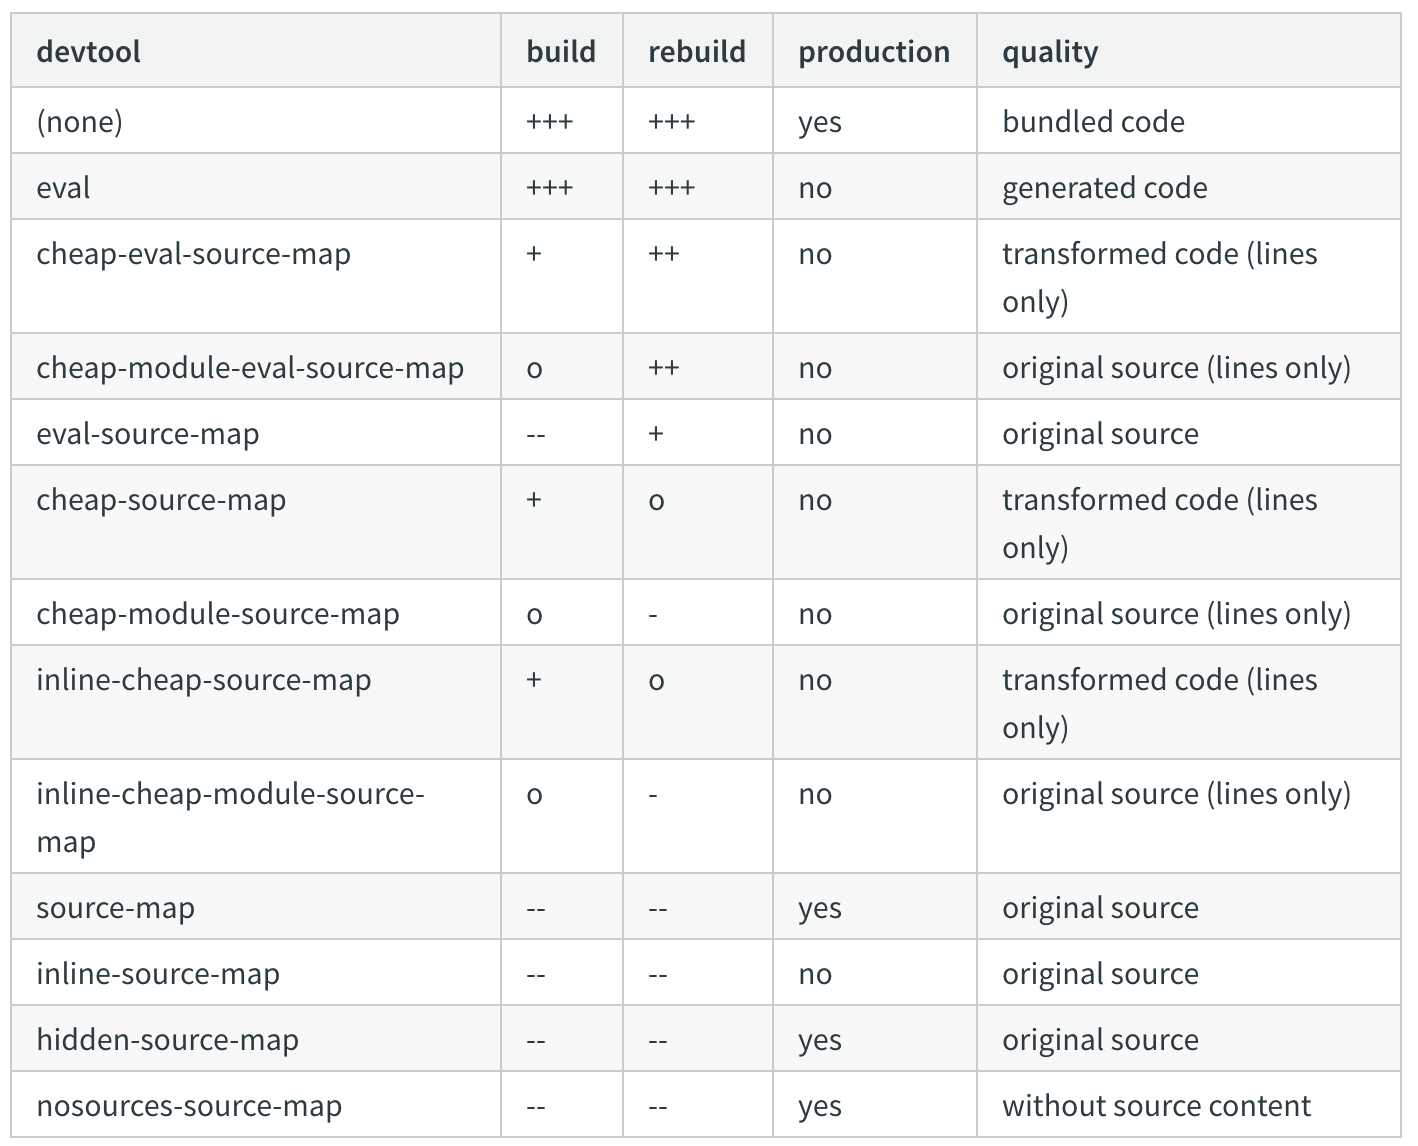 devtool build rebuild production quality
(none) +++ +++ yes bundled code
eval +++ +++ no generated code
cheap-eval-source-map + ++ no transformed code (lines
only)
cheap-module-eval-source-map o ++ no original source (lines only)
eval-source-map -- + no original source
cheap-source-map + o no transformed code (lines
only)
cheap-module-source-map o - no original source (lines only)
inline-cheap-source-map + o no transformed code (lines
only)
inline-cheap-module-source- o - no original source (lines only)
map
source-map -- -- yes original source
inline-source-map -- -- no original source
hidden-source-map -- -- yes original source
nosources-source-map -- -- yes without source content